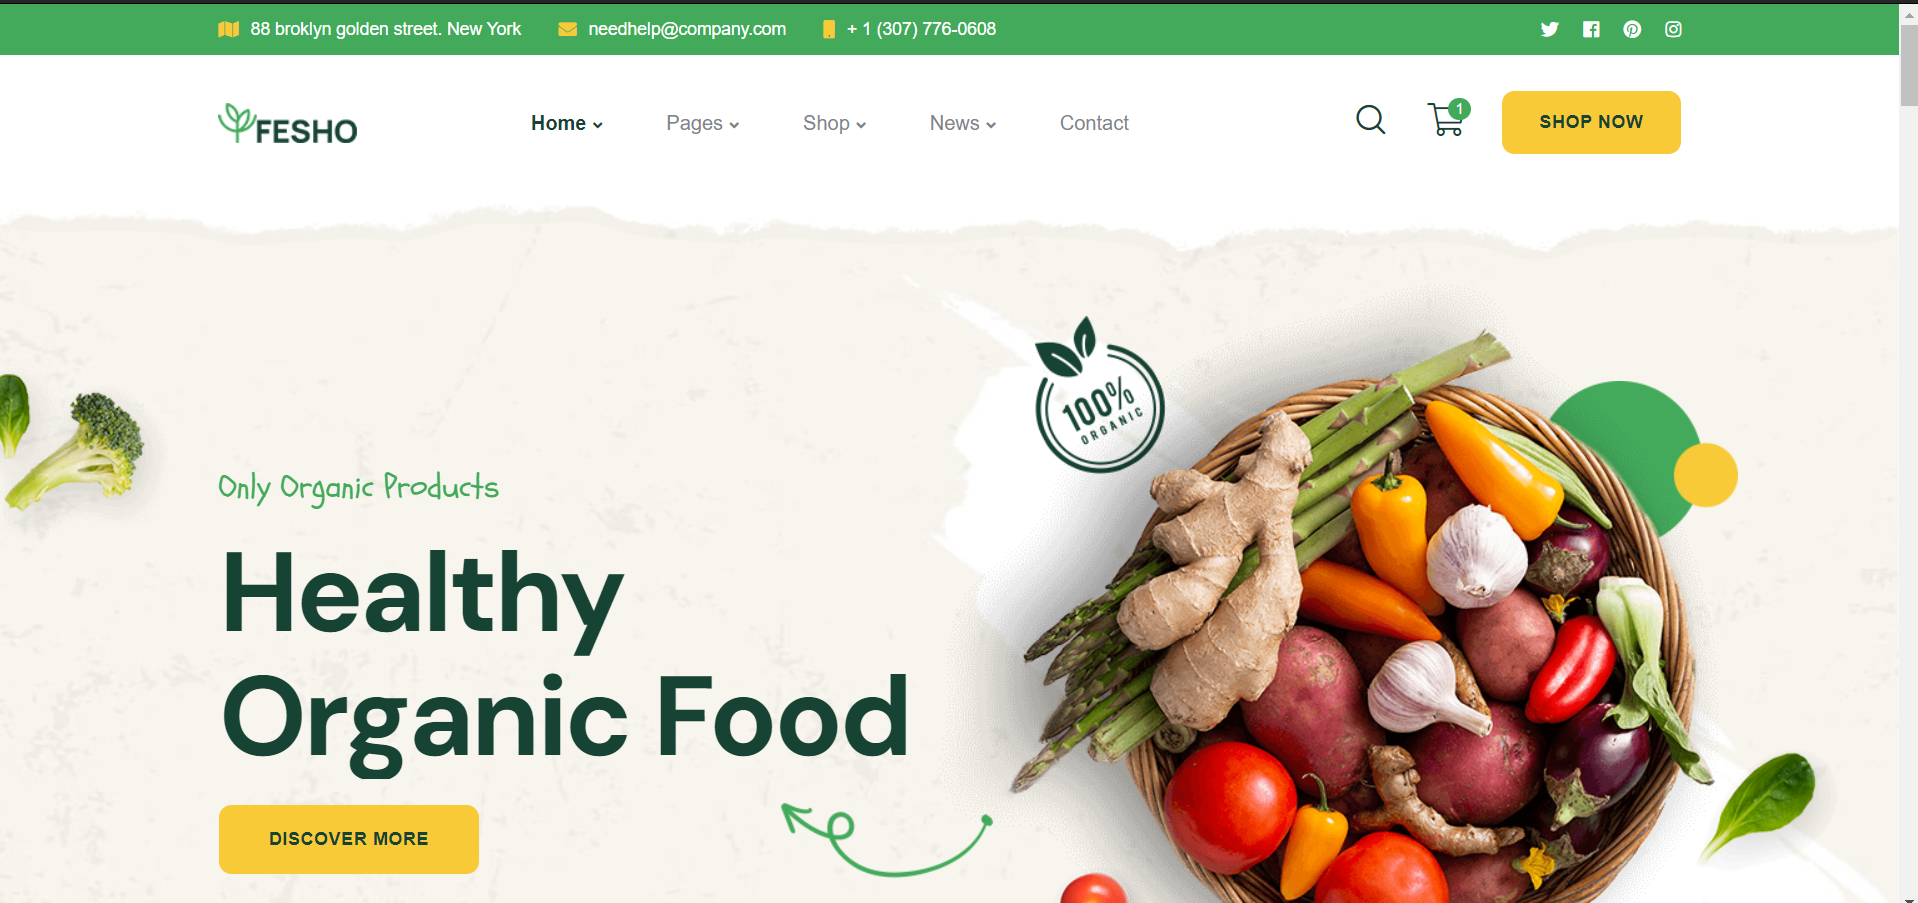 88 broklyn golden street. New York
needhelp@company.com
+ 1 (307) 776-0608
FESHO
Home
Pages
Shop
News
Contact
1
SHOP NOW
100%
ORGANIC
Only Organic Products
Healthy
Organic Food
DISCOVER MORE